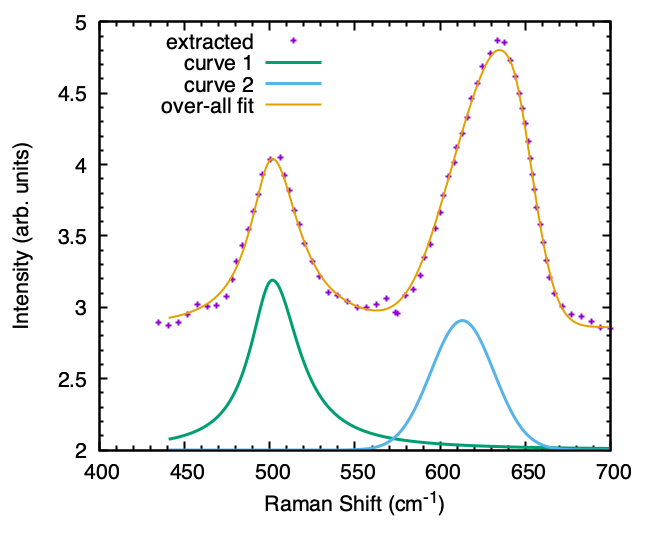 extracted
curve 1
curve 2
over-all fit
5
4.5
4
3.5
3
2.5
2
Intensity (arb. units)
400 450 500 550 600 650 700
Raman Shift (cm⁻¹)